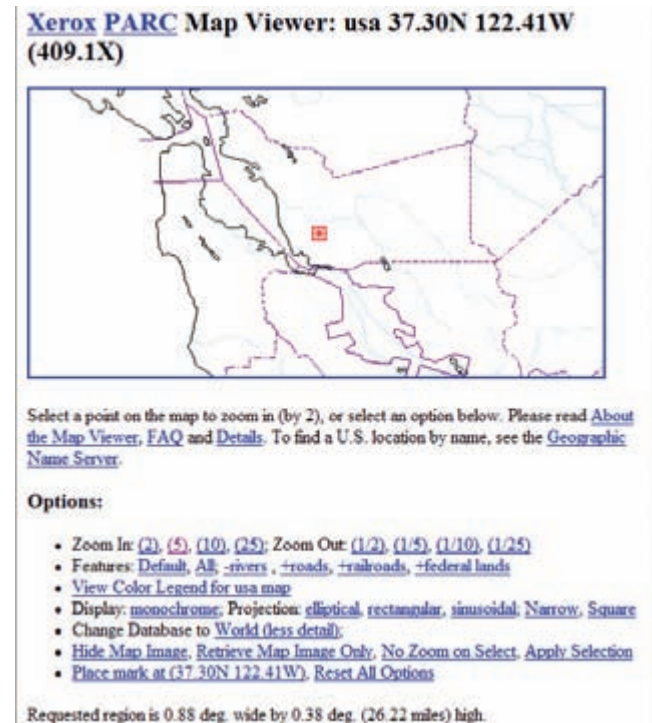 Xerox PARC Map Viewer: usa 37.30N 122.41W
(409.1X)
Select a point on the map to zoom in (by 2), or select an option below. Please read About
the Map Viewer, FAQ and Details. To find a U.S. location by name, see the Geographic
Name Server.
Options:
• Zoom In: (2), (5), (10), (25); Zoom Out: (1/2), (1/5), (1/10), (1/25)
• Features: Default, All; -rivers , +roads, +railroads, +federal lands
• View Color Legend for usa map
• Display: monochrome; Projection: elliptical, rectangular, sinusoidal; Narrow, Square
• Change Database to World (less detail);
• Hide Map Image, Retrieve Map Image Only, No Zoom on Select, Apply Selection
• Place mark at (37.30N 122.41W), Reset All Options
Requested region is 0.88 deg. wide by 0.38 deg. (26.22 miles) high.